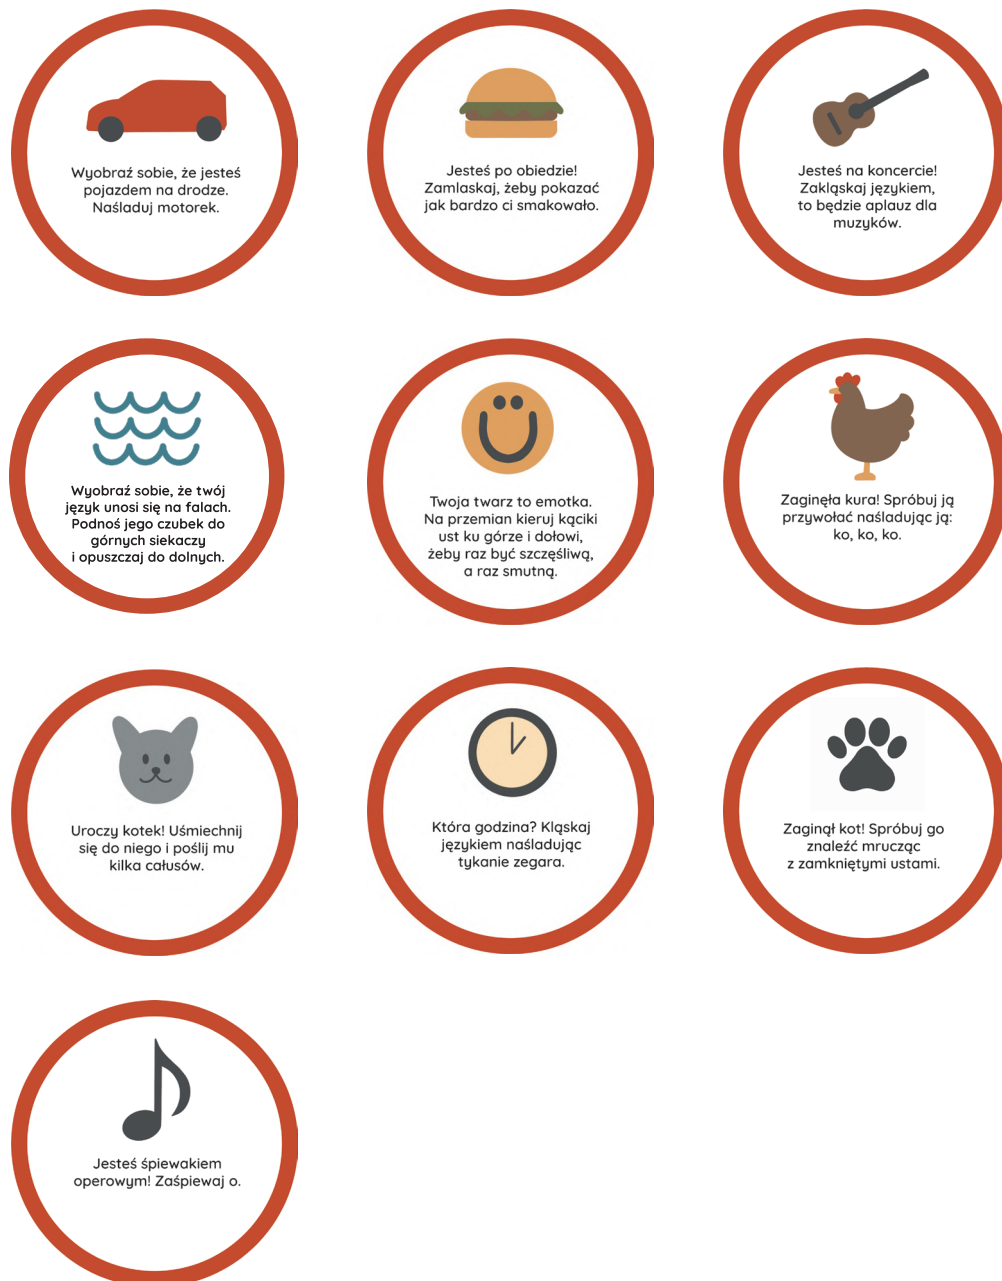 Wyobraź sobie, że jesteś
pojazdem na drodze.
Naśladuj motorek.
Jesteś po obiedzie!
Zamlaskaj, żeby pokazać
jak bardzo ci smakowało.
Jesteś na koncercie!
Zakląskaj językiem,
to będzie aplauz dla
muzyków.
Wyobraź sobie, że twój
język unosi się na falach.
Podnoś jego czubek do
górnych siekaczy
i opuszczaj do dolnych.
Twoja twarz to emotka.
Na przemian kieruj kąciki
ust ku górze i dołowi,
żeby raz być szczęśliwą,
a raz smutną.
Zaginęła kura! Spróbuj ją
przywołać naśladując ją:
ko, ko, ko.
Uroczy kotek! Uśmiechnij
się do niego i poślij mu
kilka całusów.
Która godzina? Kląskaj
językiem naśladując
tykanie zegara.
Zaginął kot! Spróbuj go
znaleźć mrucząc
z zamkniętymi ustami.
Jesteś śpiewakiem
operowym! Zaśpiewaj o.